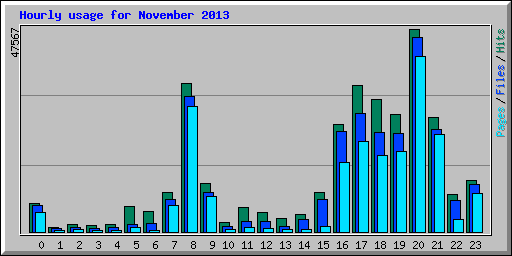 Hourly usage for November 2013
47567
Pages/Files/Hits
0 1 2 3 4 5 6 7 8 9 10 11 12 13 14 15 16 17 18 19 20 21 22 23